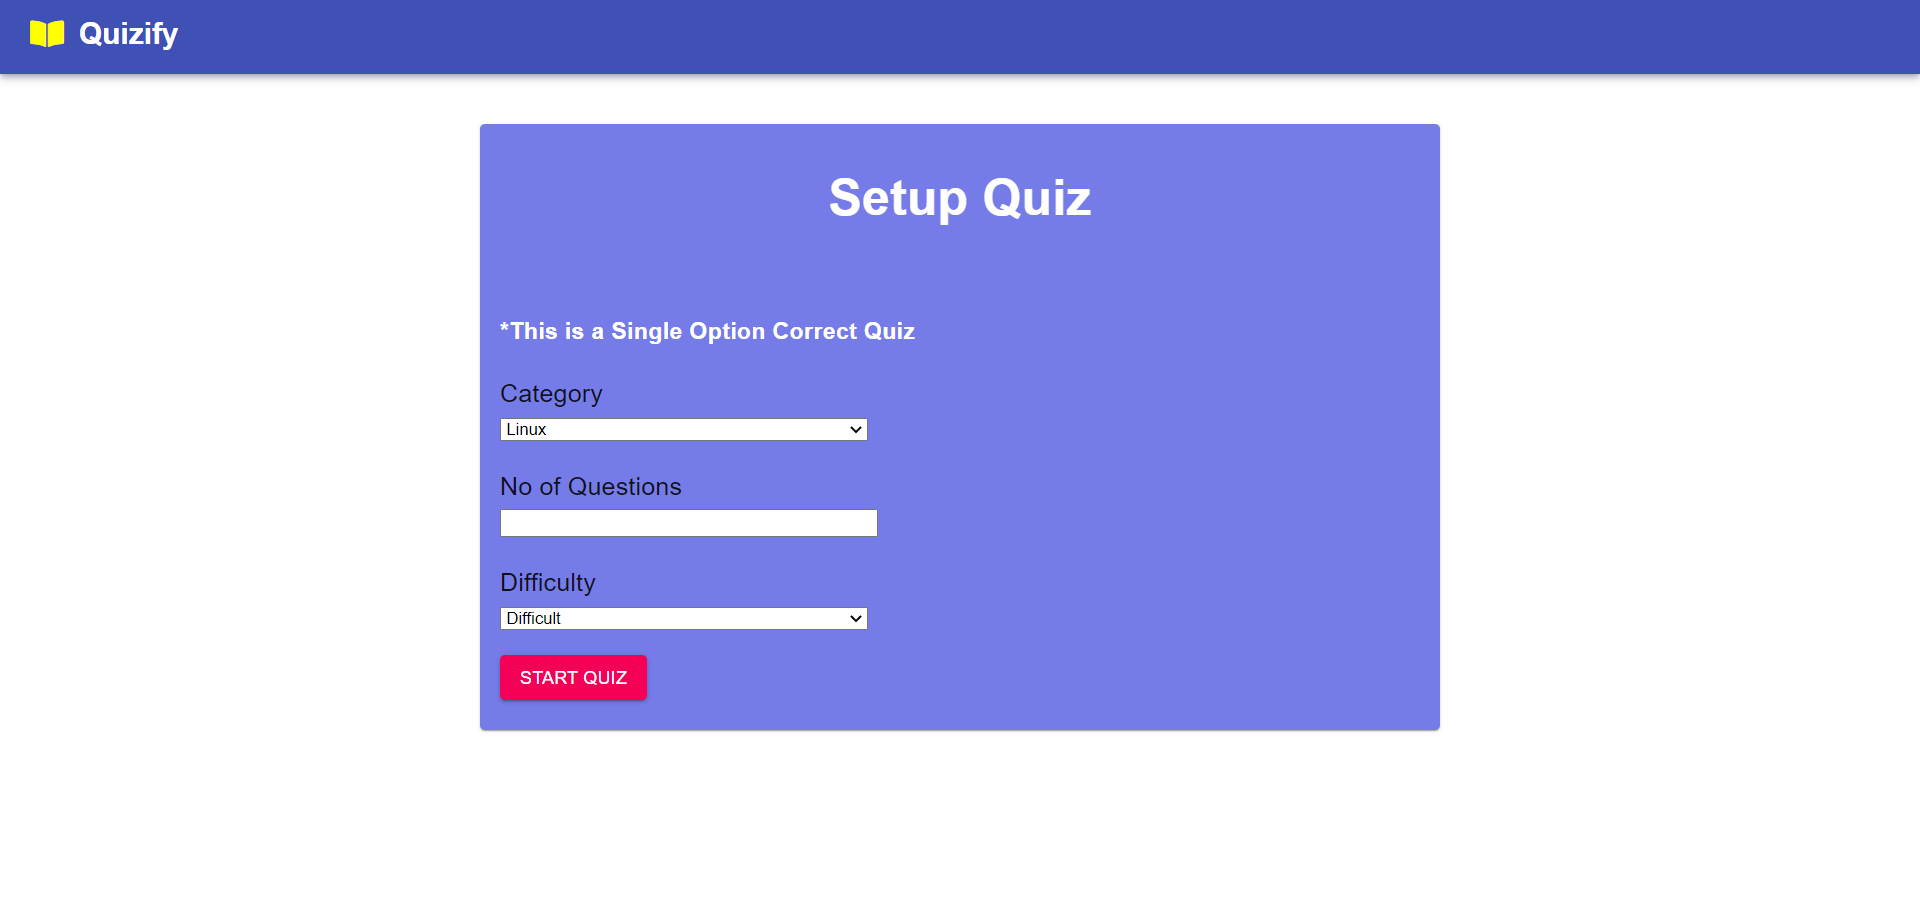 Quizify
Setup Quiz
*This is a Single Option Correct Quiz
Category
Linux
No of Questions
Difficulty
Difficult
START QUIZ